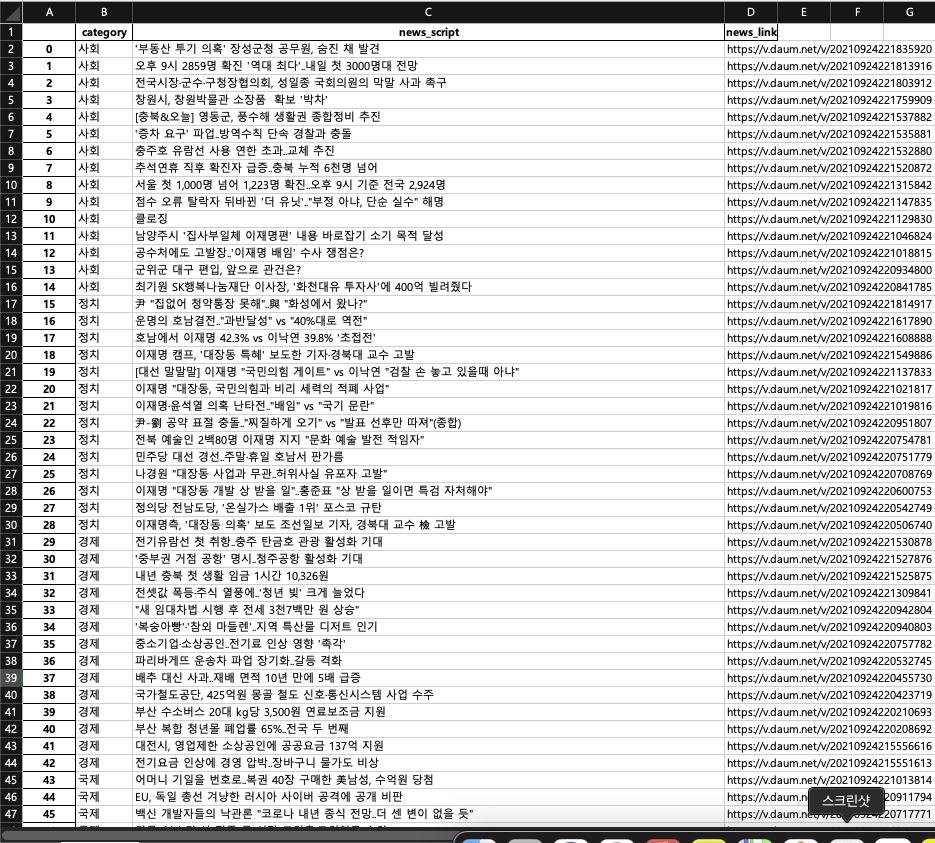 A B C D E F G
1 category news_script news_link
2 0 사회 '부동산 투기 의혹' 장성군청 공무원, 숨진 채 발견 https://v.daum.net/v/20210924221835920
3 1 사회 오후 9시 2859명 확진 '역대 최다'..내일 첫 3000명대 전망 https://v.daum.net/v/20210924221813916
4 2 사회 전국시장·군수·구청장협의회, 성일종 국회의원의 막말 사과 촉구 https://v.daum.net/v/20210924221803912
5 3 사회 창원시, 창원박물관 소장품 확보 '박차' https://v.daum.net/v/20210924221759909
6 4 사회 [충북&오늘] 영동군, 풍수해 생활권 종합정비 추진 https://v.daum.net/v/20210924221537882
7 5 사회 '증차 요구' 파업..방역수칙 단속 경찰과 충돌 https://v.daum.net/v/20210924221535881
8 6 사회 충주호 유람선 사용 연한 초과..교체 추진 https://v.daum.net/v/20210924221532880
9 7 사회 추석연휴 직후 확진자 급증..충북 누적 6천명 넘어 https://v.daum.net/v/20210924221520872
10 8 사회 서울 첫 1,000명 넘어 1,223명 확진..오후 9시 기준 전국 2,924명 https://v.daum.net/v/20210924221315842
11 9 사회 점수 오류 탈락자 뒤바뀐 '더 유닛'.."부정 아냐, 단순 실수" 해명 https://v.daum.net/v/20210924221147835
12 10 사회 클로징 https://v.daum.net/v/20210924221129830
13 11 사회 남양주시 '집사부일체 이재명편' 내용 바로잡기 소기 목적 달성 https://v.daum.net/v/20210924221046824
14 12 사회 공수처에도 고발장..'이재명 배임' 수사 쟁점은? https://v.daum.net/v/20210924221018815
15 13 사회 군위군 대구 편입, 앞으로 관건은? https://v.daum.net/v/20210924220934800
16 14 사회 최기원 SK행복나눔재단 이사장, '화천대유 투자사'에 400억 빌려줬다 https://v.daum.net/v/20210924220841785
17 15 정치 尹 "집없어 청약통장 못해"..與 "화성에서 왔나?" https://v.daum.net/v/20210924221814917
18 16 정치 운명의 호남결전.."과반달성" vs "40%대로 역전" https://v.daum.net/v/20210924221617890
19 17 정치 호남에서 이재명 42.3% vs 이낙연 39.8% '초접전' https://v.daum.net/v/20210924221608888
20 18 정치 이재명 캠프, '대장동 특혜' 보도한 기자·경북대 교수 고발 https://v.daum.net/v/20210924221549886
21 19 정치 [대선 말말말] 이재명 "국민의힘 게이트" vs 이낙연 "검찰 손 놓고 있을때 아냐" https://v.daum.net/v/20210924221137833
22 20 정치 이재명 "대장동, 국민의힘과 비리 세력의 적폐 사업" https://v.daum.net/v/20210924221021817
23 21 정치 이재명·윤석열 의혹 난타전.."배임" vs "국기 문란" https://v.daum.net/v/20210924221019816
24 22 정치 尹-劉 공약 표절 충돌.."찌질하게 오기" vs "발표 선후만 따져"(종합) https://v.daum.net/v/20210924220951807
25 23 정치 전북 예술인 2백80명 이재명 지지 "문화 예술 발전 적임자" https://v.daum.net/v/20210924220754781
26 24 정치 민주당 대선 경선..주말·휴일 호남서 판가름 https://v.daum.net/v/20210924220751779
27 25 정치 나경원 "대장동 사업과 무관..허위사실 유포자 고발" https://v.daum.net/v/20210924220708769
28 26 정치 이재명 "대장동 개발 상 받을 일"..홍준표 "상 받을 일이면 특검 자처해야" https://v.daum.net/v/20210924220600753
29 27 정치 정의당 전남도당, '온실가스 배출 1위' 포스코 규탄 https://v.daum.net/v/20210924220542749
30 28 정치 이재명측, '대장동 의혹' 보도 조선일보 기자, 경북대 교수 檢 고발 https://v.daum.net/v/20210924220506740
31 29 경제 전기유람선 첫 취항..충주 탄금호 관광 활성화 기대 https://v.daum.net/v/20210924221530878
32 30 경제 '중부권 거점 공항' 명시..청주공항 활성화 기대 https://v.daum.net/v/20210924221527876
33 31 경제 내년 충북 첫 생활 임금 1시간 10,326원 https://v.daum.net/v/20210924221525875
34 32 경제 전셋값 폭등·주식 열풍에..'청년 빚' 크게 늘었다 https://v.daum.net/v/20210924221309841
35 33 경제 "새 임대차법 시행 후 전세 3천7백만 원 상승" https://v.daum.net/v/20210924220942804
36 34 경제 '복숭아빵'·'참외 마들렌'..지역 특산물 디저트 인기 https://v.daum.net/v/20210924220940803
37 35 경제 중소기업·소상공인..전기료 인상 영향 '촉각' https://v.daum.net/v/20210924220757782
38 36 경제 파리바게뜨 운송차 파업 장기화..갈등 격화 https://v.daum.net/v/20210924220532745
39 37 경제 배추 대신 사과..재배 면적 10년 만에 5배 급증 https://v.daum.net/v/20210924220455730
40 38 경제 국가철도공단, 425억원 몽골 철도 신호·통신시스템 사업 수주 https://v.daum.net/v/20210924220423719
41 39 경제 부산 수소버스 20대 kg당 3,500원 연료보조금 지원 https://v.daum.net/v/20210924220210693
42 40 경제 부산 복합 청년몰 폐업률 65%..전국 두 번째 https://v.daum.net/v/20210924220208692
43 41 경제 대전시, 영업제한 소상공인에 공공요금 137억 지원 https://v.daum.net/v/20210924215556616
44 42 경제 전기요금 인상에 경영 압박..장바구니 물가도 비상 https://v.daum.net/v/20210924215551613
45 43 국제 어머니 기일을 번호로..복권 40장 구매한 美남성, 수억원 당첨 https://v.daum.net/v/20210924221013814
46 44 국제 EU, 독일 총선 겨냥한 러시아 사이버 공격에 공개 비판
47 45 국제 백신 개발자들의 낙관론 "코로나 내년 종식 전망..더 센 변이 없을 듯"
스크린샷